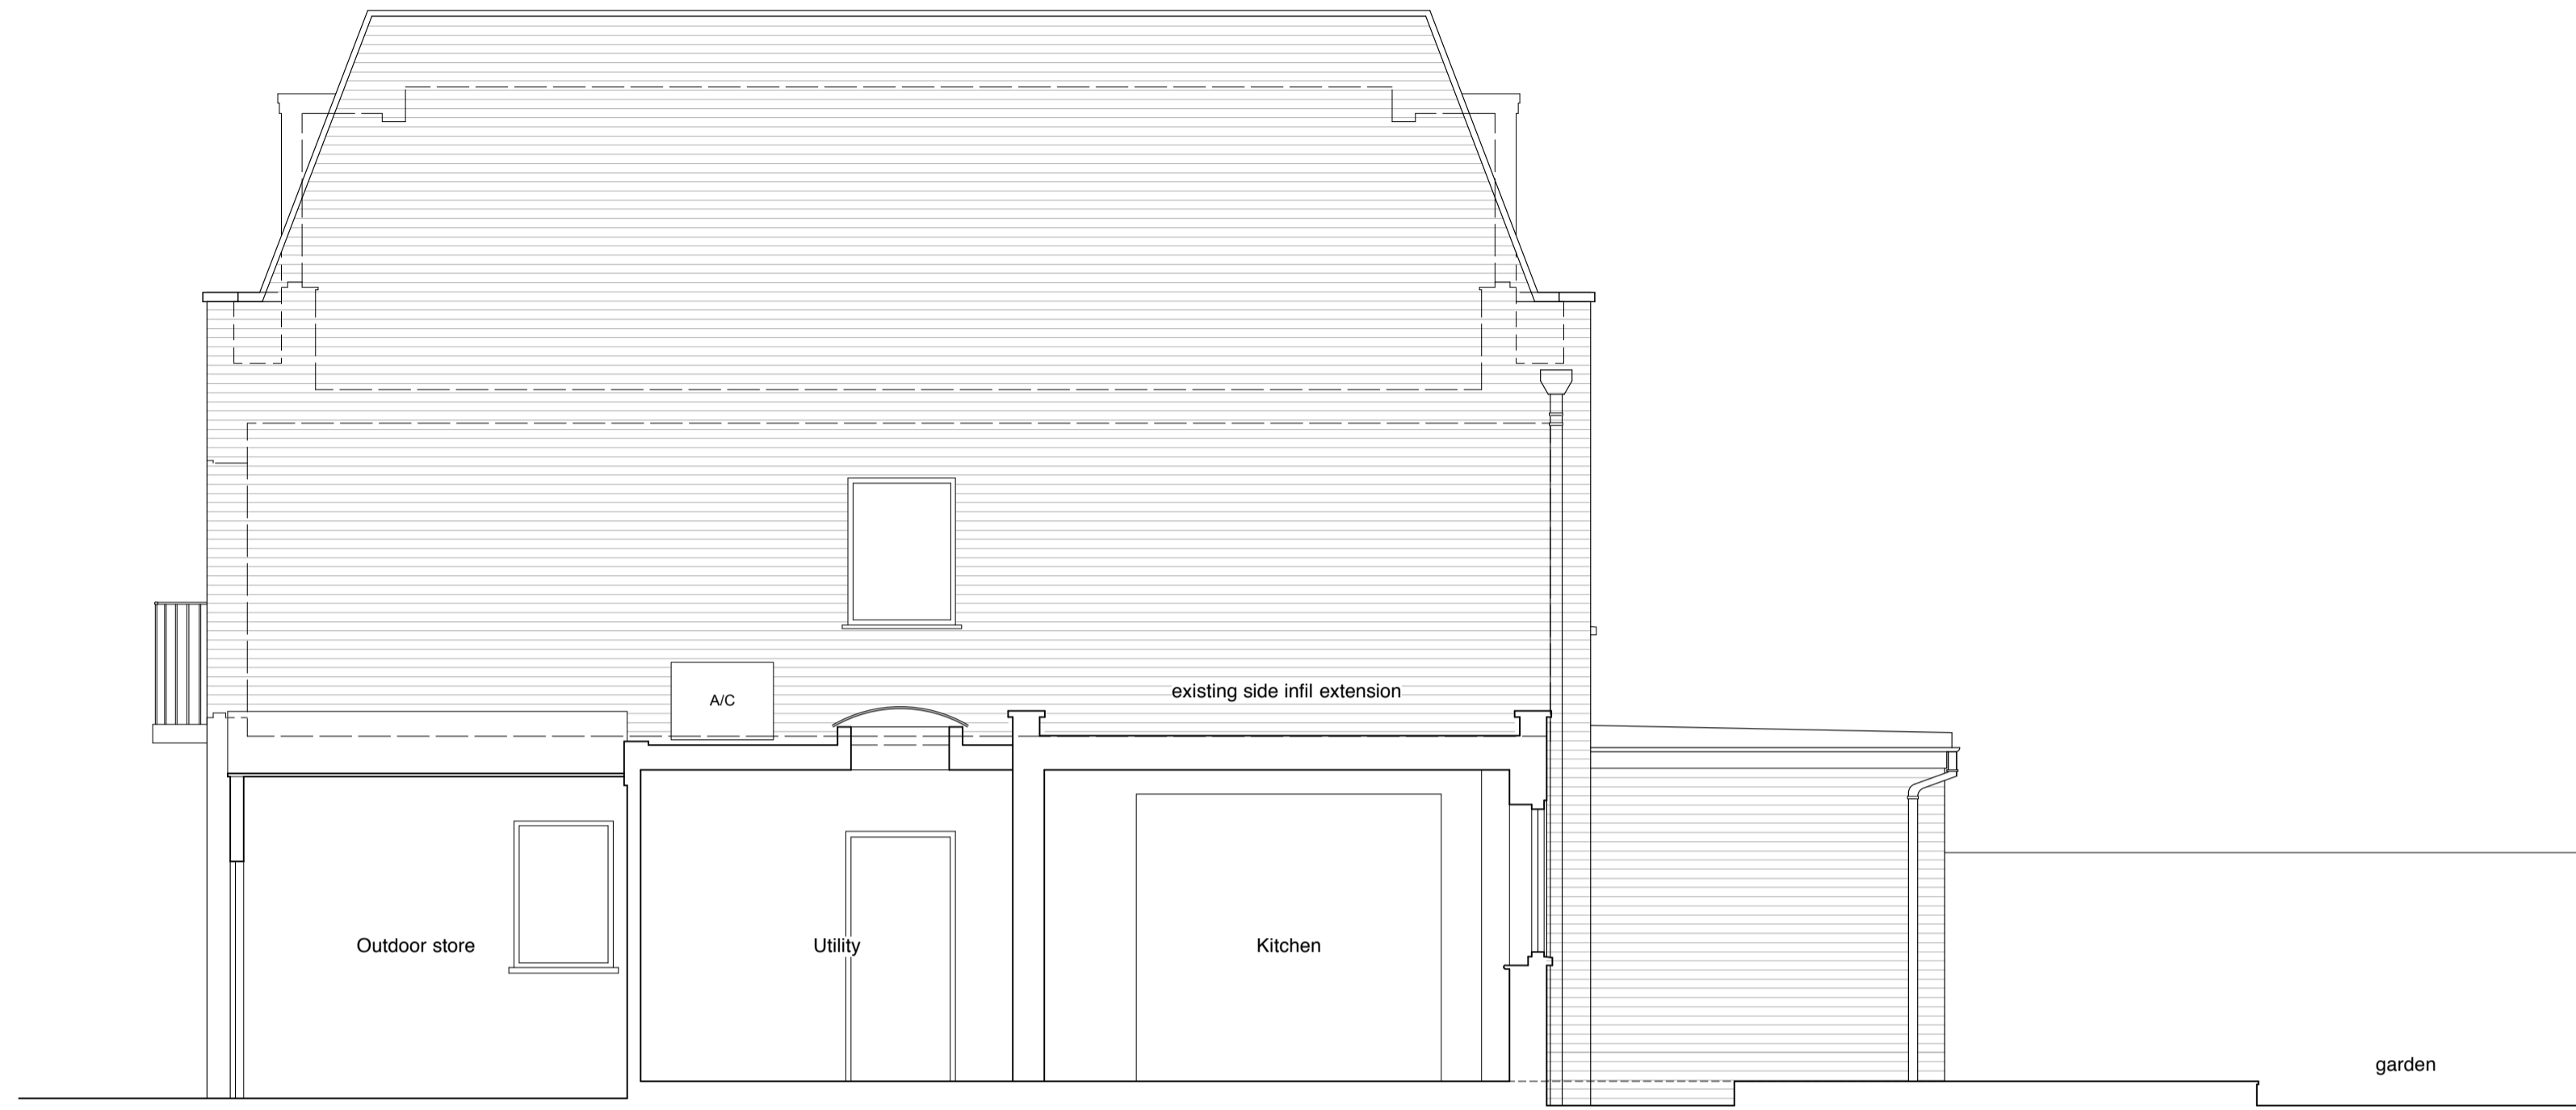 existing side infil extension
A/C
Outdoor store
Utility
Kitchen
garden